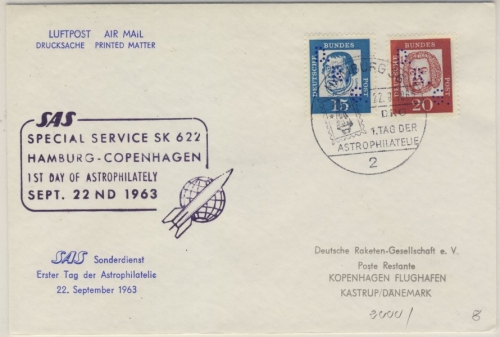 LUFTPOST AIR MAIL
DRUCKSACHE PRINTED MATTER
DEUTSCHE BUNDES POST
15
DEUTSCHE BUNDES POST
20
1. TAG DER
ASTROPHILATELIE
2
SAS
SPECIAL SERVICE SK 622
HAMBURG-COPENHAGEN
1ST DAY OF ASTROPHILATELY
SEPT. 22 ND 1963
SAS Sonderdienst
Erster Tag der Astrophilatelie
22. September 1963
Deutsche Raketen-Gesellschaft e. V.
Poste Restante
KOPENHAGEN FLUGHAFEN
KASTRUP/DÄNEMARK
8